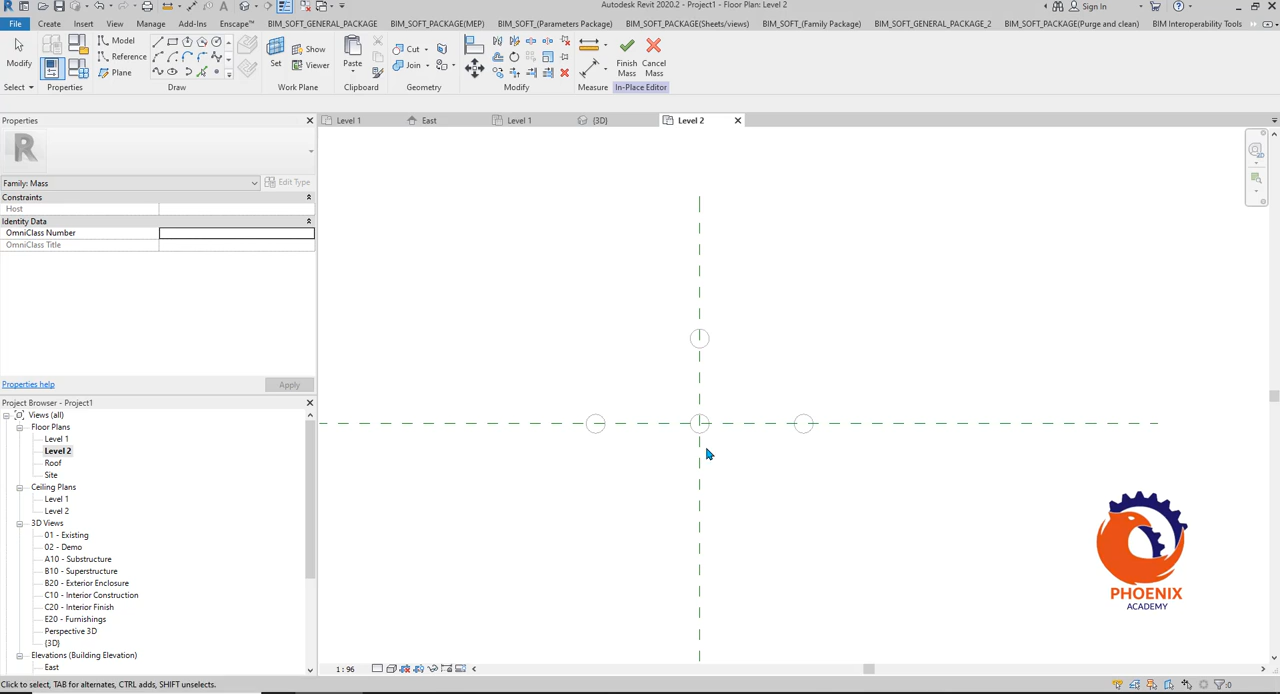 Autodesk Revit 2020.2 - Project1 - Floor Plan: Level 2
Sign In
File Create Insert View Manage Add-Ins Enscape™ BIM_SOFT_GENERAL_PACKAGE BIM_SOFT_PACKAGE(MEP) BIM_SOFT_(Parameters Package) BIM_SOFT_PACKAGE(Sheets/views) BIM_SOFT_(Family Package) BIM_SOFT_GENERAL_PACKAGE_2 BIM_SOFT_PACKAGE(Purge and clean) BIM Interoperability Tools
Modify
Model
Reference
Plane
Set
Show
Viewer
Paste
Cut
Join
Finish
Mass
Cancel
Mass
Select Properties Draw Work Plane Clipboard Geometry Modify Measure In-Place Editor
Properties
Level 1 East Level 1 {3D} Level 2
Family: Mass Edit Type
Constraints
Host
Identity Data
OmniClass Number
OmniClass Title
Properties help Apply
Project Browser - Project1
Views (all)
Floor Plans
Level 1
Level 2
Roof
Site
Ceiling Plans
Level 1
Level 2
3D Views
01 - Existing
02 - Demo
A10 - Substructure
B10 - Superstructure
B20 - Exterior Enclosure
C10 - Interior Construction
C20 - Interior Finish
E20 - Furnishings
Perspective 3D
{3D}
Elevations (Building Elevation)
East
PHOENIX
ACADEMY
1 : 96
Click to select, TAB for alternates, CTRL adds, SHIFT unselects.
:0